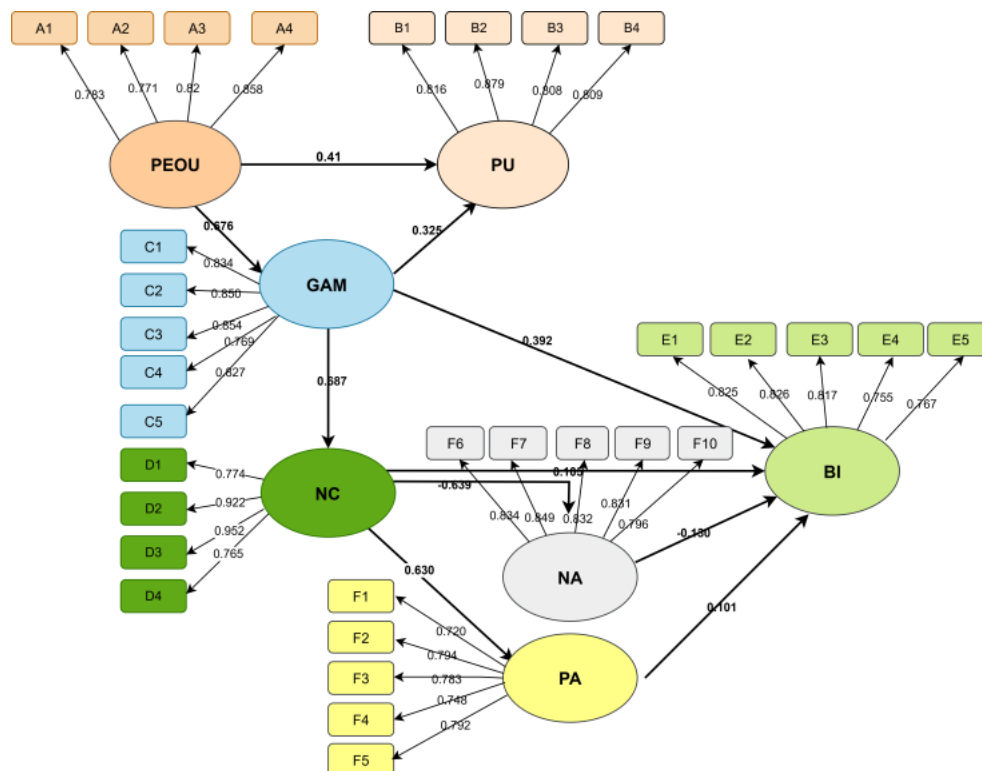 A1 A2 A3 A4 B1 B2 B3 B4
0.783 0.771 0.82 0.858 0.816 0.879 0.808 0.809
PEOU 0.41 PU
0.676 0.325
C1 0.834
C2 0.850 GAM
C3 0.854
C4 0.769
C5 0.827
0.392
E1 E2 E3 E4 E5
0.825 0.826 0.817 0.755 0.767
0.687
F6 F7 F8 F9 F10
D1 0.774
D2 0.922
D3 0.952
D4 0.765
NC -0.639 BI
0.834 0.849 0.832 0.831 0.796
NA -0.130
0.630
F1 0.720
F2 0.794
F3 0.783
F4 0.748
F5 0.792
PA 0.101